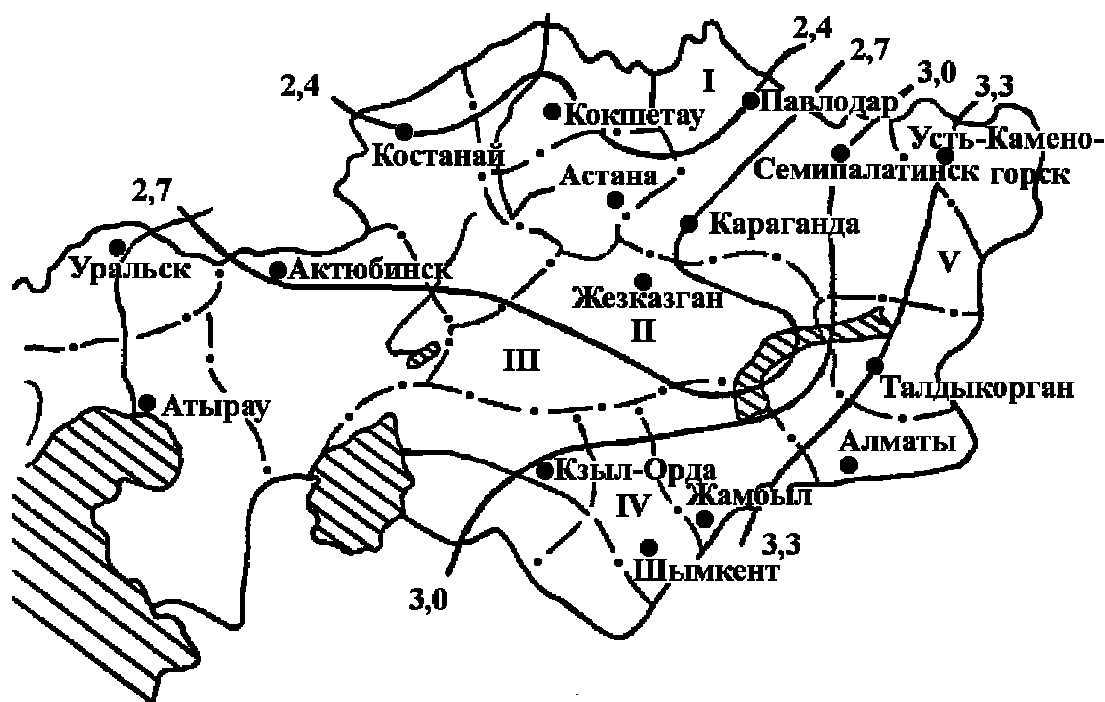 2,4
2,7
I
2,4
3,0
3,3
Павлодар
Кокшетау
Костанай
Усть-Камено-
горск
Семипалатинск
Астана
2,7
Караганда
Уральск
Актюбинск
V
Жезказган
II
III
Талдыкорган
Атырау
Алматы
Кзыл-Орда
IV
Жамбыл
3,3
Шымкент
3,0